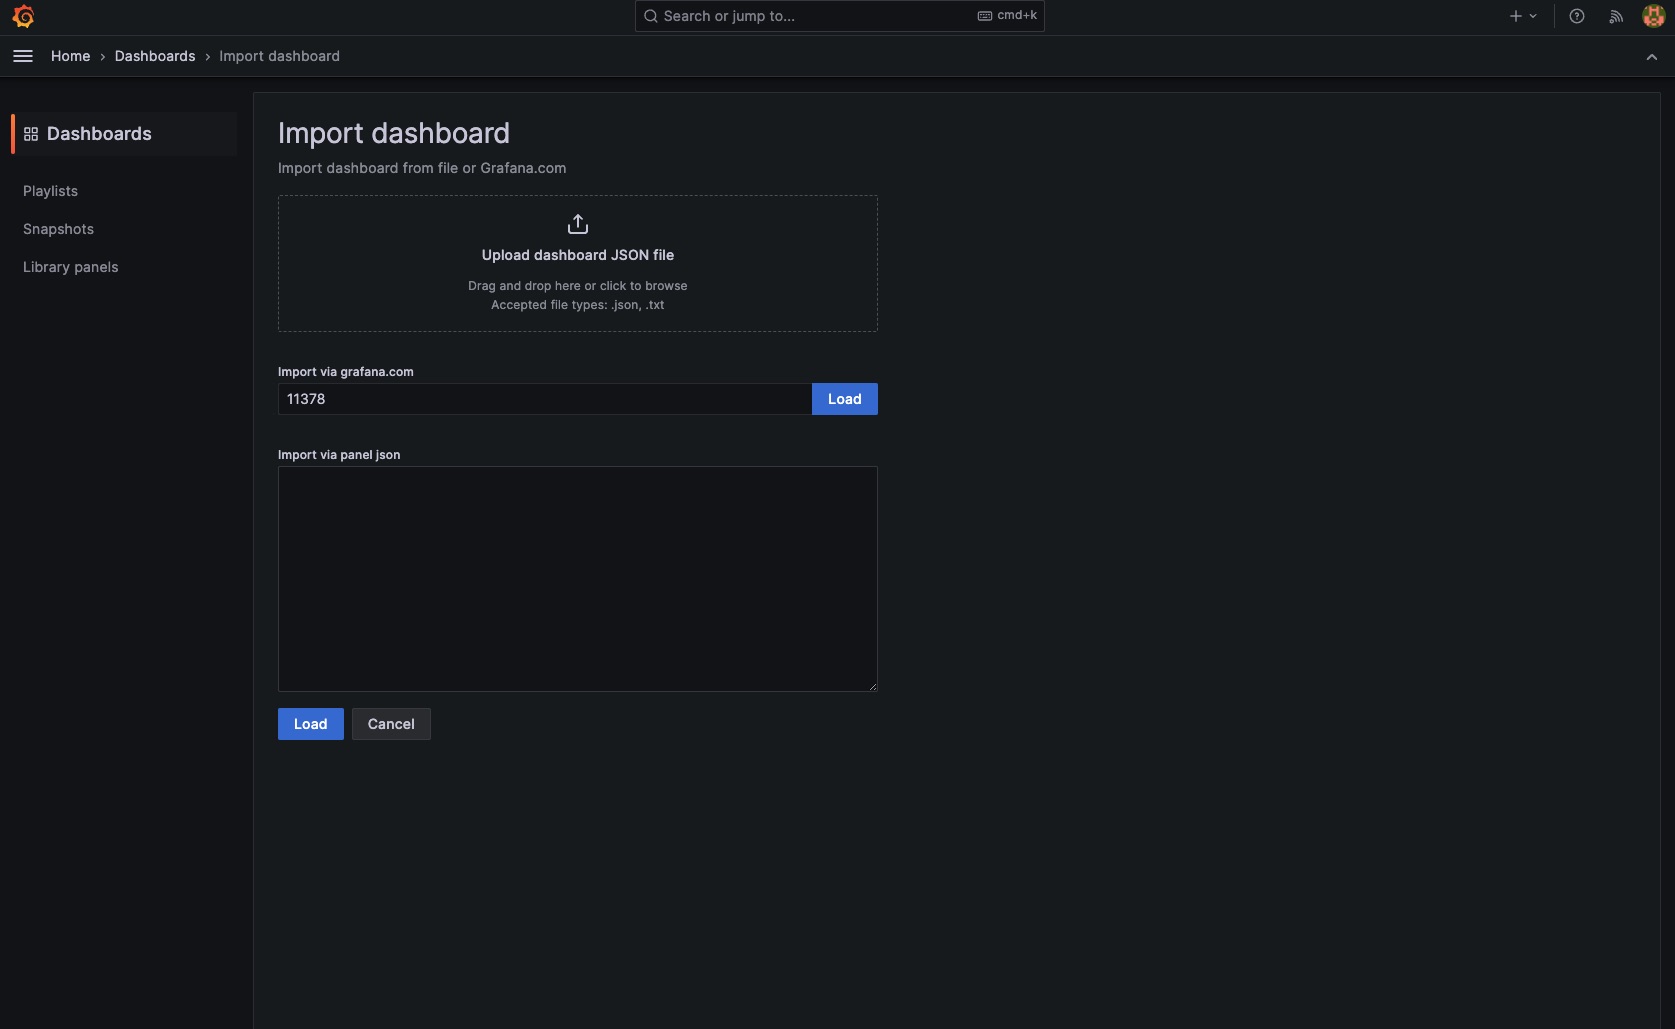 Search or jump to...
cmd+k
Home
Dashboards
Import dashboard
Dashboards
Playlists
Snapshots
Library panels
Import dashboard
Import dashboard from file or Grafana.com
Upload dashboard JSON file
Drag and drop here or click to browse
Accepted file types: .json, .txt
Import via grafana.com
11378
Load
Import via panel json
Load
Cancel